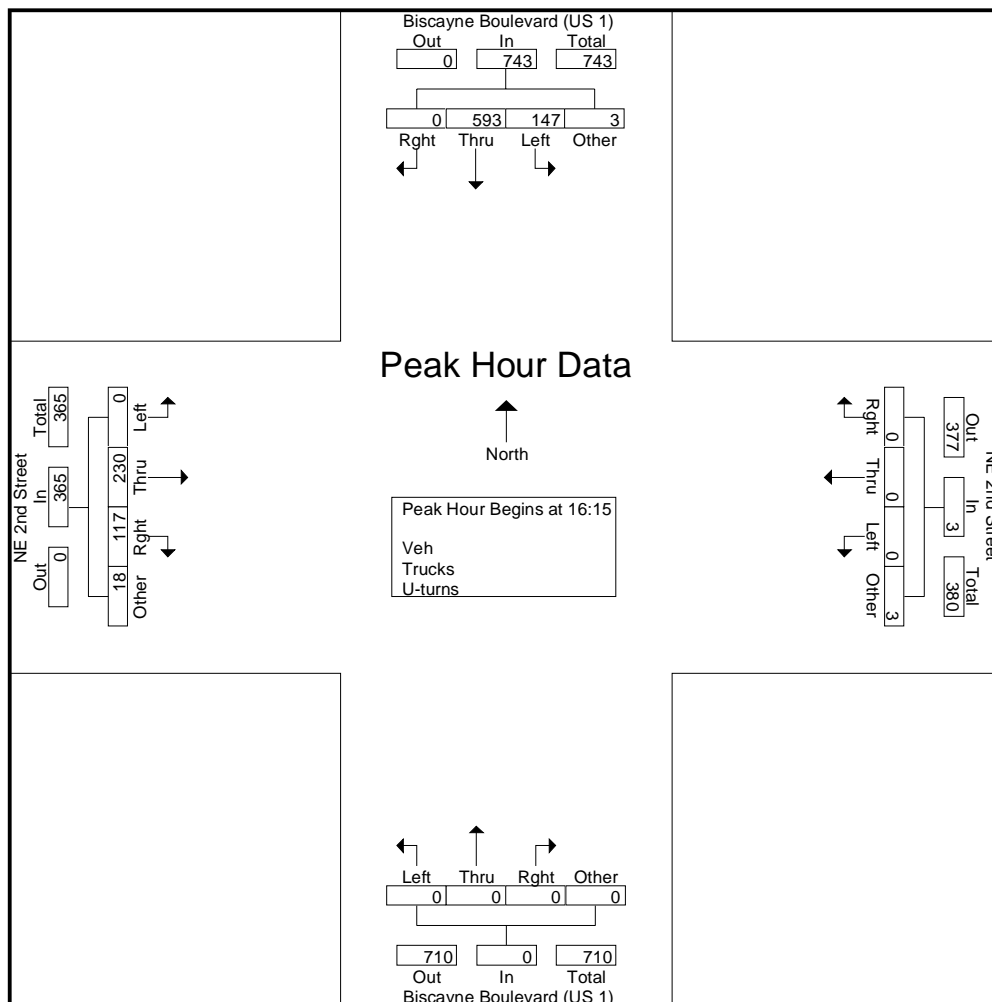 Biscayne Boulevard (US 1)
Out In Total
0 743 743
0 593 147 3
Rght Thru Left Other
Peak Hour Data
North
Peak Hour Begins at 16:15
Veh
Trucks
U-turns
NE 2nd Street
Total In Out
365 365 0
0 230 117 18
Left Thru Rght Other
NE 2nd Street
Out In Total
377 3 380
0 0 0 3
Rght Thru Left Other
Left Thru Rght Other
0 0 0 0
710 0 710
Out In Total
Biscayne Boulevard (US 1)